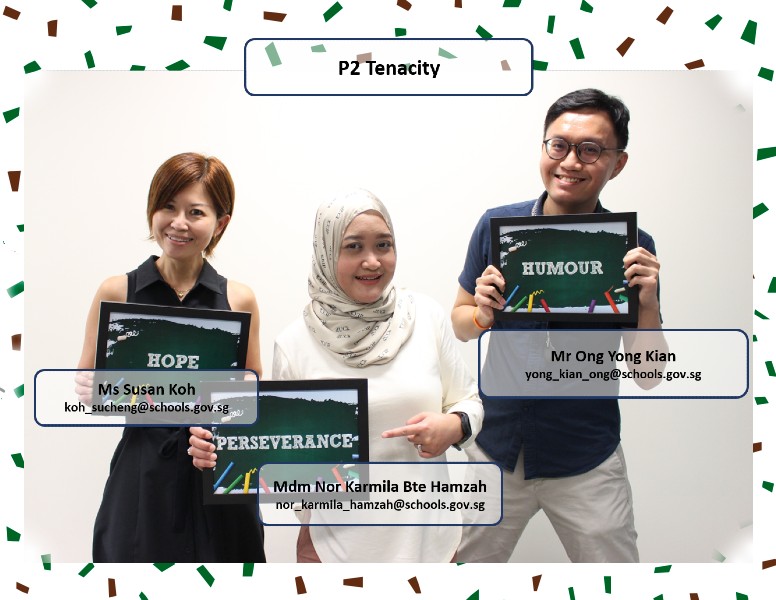 P2 Tenacity
HUMOUR
HOPE
Mr Ong Yong Kian
yong_kian_ong@schools.gov.sg
Ms Susan Koh
koh_sucheng@schools.gov.sg
PERSEVERANCE
Mdm Nor Karmila Bte Hamzah
nor_karmila_hamzah@schools.gov.sg